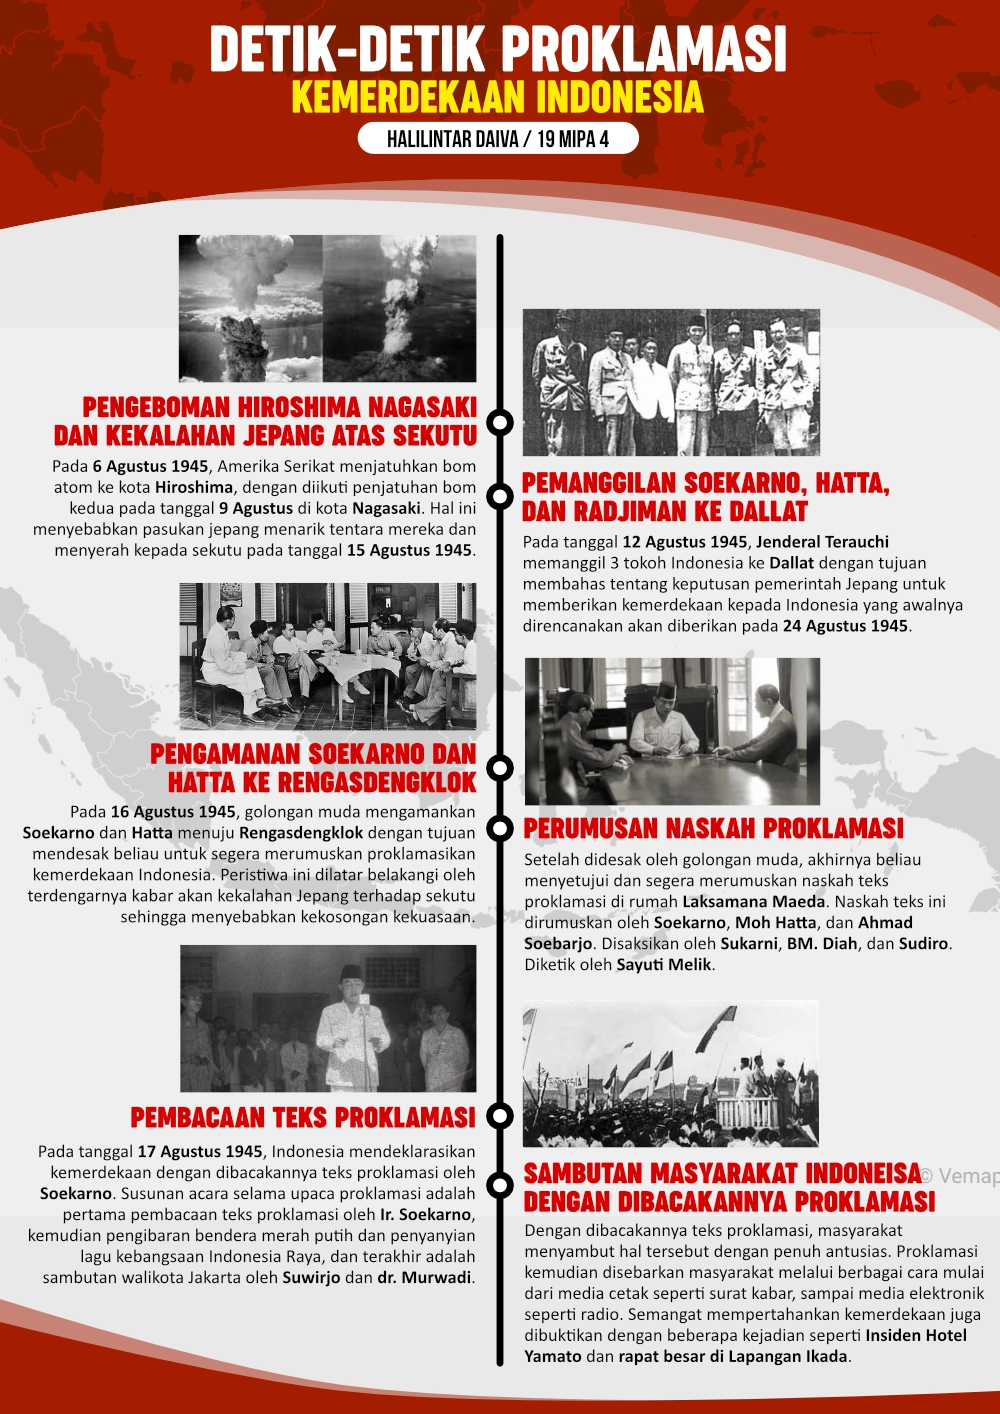 DETIK-DETIK PROKLAMASI
KEMERDEKAAN INDONESIA
HALILINTAR DAIVA / 19 MIPA 4
PENGEBOMAN HIROSHIMA NAGASAKI
DAN KEKALAHAN JEPANG ATAS SEKUTU
Pada 6 Agustus 1945, Amerika Serikat menjatuhkan bom
atom ke kota Hiroshima, dengan diikuti penjatuhan bom
kedua pada tanggal 9 Agustus di kota Nagasaki. Hal ini
menyebabkan pasukan jepang menarik tentara mereka dan
menyerah kepada sekutu pada tanggal 15 Agustus 1945.
PEMANGGILAN SOEKARNO, HATTA,
DAN RADJIMAN KE DALLAT
Pada tanggal 12 Agustus 1945, Jenderal Terauchi
memanggil 3 tokoh Indonesia ke Dallat dengan tujuan
membahas tentang keputusan pemerintah Jepang untuk
memberikan kemerdekaan kepada Indonesia yang awalnya
direncanakan akan diberikan pada 24 Agustus 1945.
PENGAMANAN SOEKARNO DAN
HATTA KE RENGASDENGKLOK
Pada 16 Agustus 1945, golongan muda mengamankan
Soekarno dan Hatta menuju Rengasdengklok dengan tujuan
mendesak beliau untuk segera merumuskan proklamasikan
kemerdekaan Indonesia. Peristiwa ini dilatar belakangi oleh
terdengarnya kabar akan kekalahan Jepang terhadap sekutu
sehingga menyebabkan kekosongan kekuasaan.
PERUMUSAN NASKAH PROKLAMASI
Setelah didesak oleh golongan muda, akhirnya beliau
menyetujui dan segera merumuskan naskah teks
proklamasi di rumah Laksamana Maeda. Naskah teks ini
dirumuskan oleh Soekarno, Moh Hatta, dan Ahmad
Soebarjo. Disaksikan oleh Sukarni, BM. Diah, dan Sudiro.
Diketik oleh Sayuti Melik.
PEMBACAAN TEKS PROKLAMASI
Pada tanggal 17 Agustus 1945, Indonesia mendeklarasikan
kemerdekaan dengan dibacakannya teks proklamasi oleh
Soekarno. Susunan acara selama upaca proklamasi adalah
pertama pembacaan teks proklamasi oleh Ir. Soekarno,
kemudian pengibaran bendera merah putih dan penyanyian
lagu kebangsaan Indonesia Raya, dan terakhir adalah
sambutan walikota Jakarta oleh Suwirjo dan dr. Murwadi.
SAMBUTAN MASYARAKAT INDONEISA
© Vemap
DENGAN DIBACAKANNYA PROKLAMASI
Dengan dibacakannya teks proklamasi, masyarakat
menyambut hal tersebut dengan penuh antusias. Proklamasi
kemudian disebarkan masyarakat melalui berbagai cara mulai
dari media cetak seperti surat kabar, sampai media elektronik
seperti radio. Semangat mempertahankan kemerdekaan juga
dibuktikan dengan beberapa kejadian seperti Insiden Hotel
Yamato dan rapat besar di Lapangan Ikada.